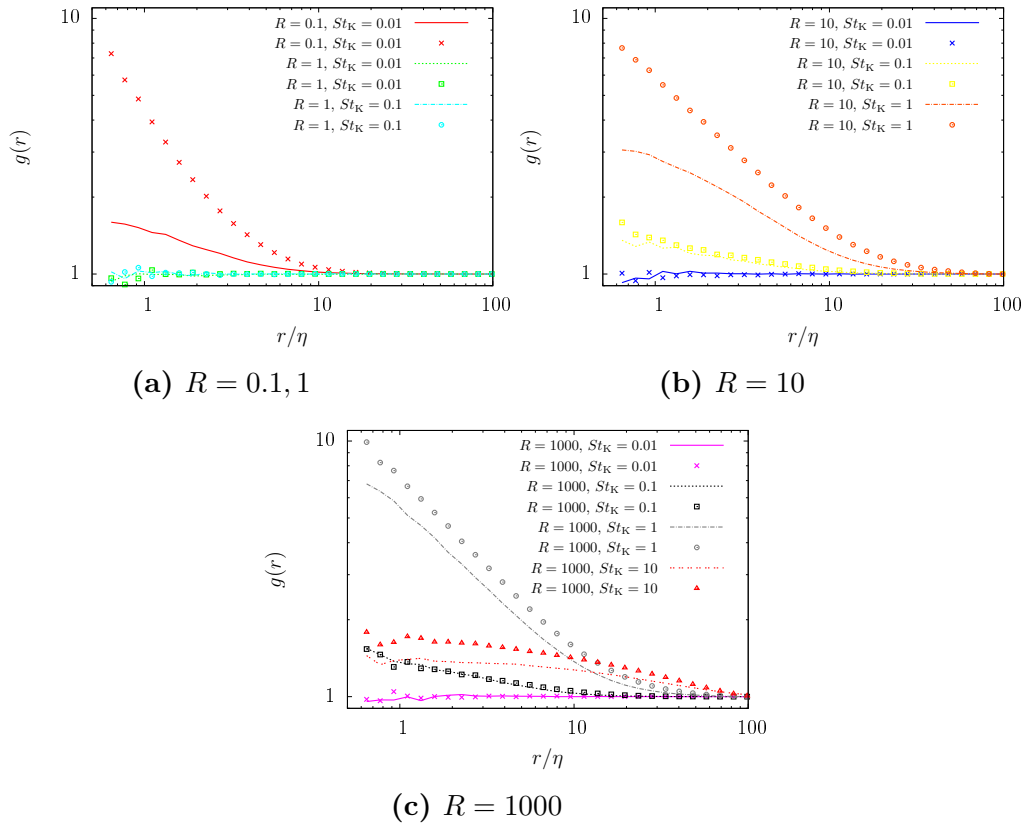 10
g(r)
1
R = 0.1, St_K = 0.01
R = 0.1, St_K = 0.01
R = 1, St_K = 0.01
R = 1, St_K = 0.01
R = 1, St_K = 0.1
R = 1, St_K = 0.1
1 10 100
r/η
(a) R = 0.1, 1
10
g(r)
1
R = 10, St_K = 0.01
R = 10, St_K = 0.01
R = 10, St_K = 0.1
R = 10, St_K = 0.1
R = 10, St_K = 1
R = 10, St_K = 1
1 10 100
r/η
(b) R = 10
10
g(r)
1
R = 1000, St_K = 0.01
R = 1000, St_K = 0.01
R = 1000, St_K = 0.1
R = 1000, St_K = 0.1
R = 1000, St_K = 1
R = 1000, St_K = 1
R = 1000, St_K = 10
R = 1000, St_K = 10
1 10 100
r/η
(c) R = 1000